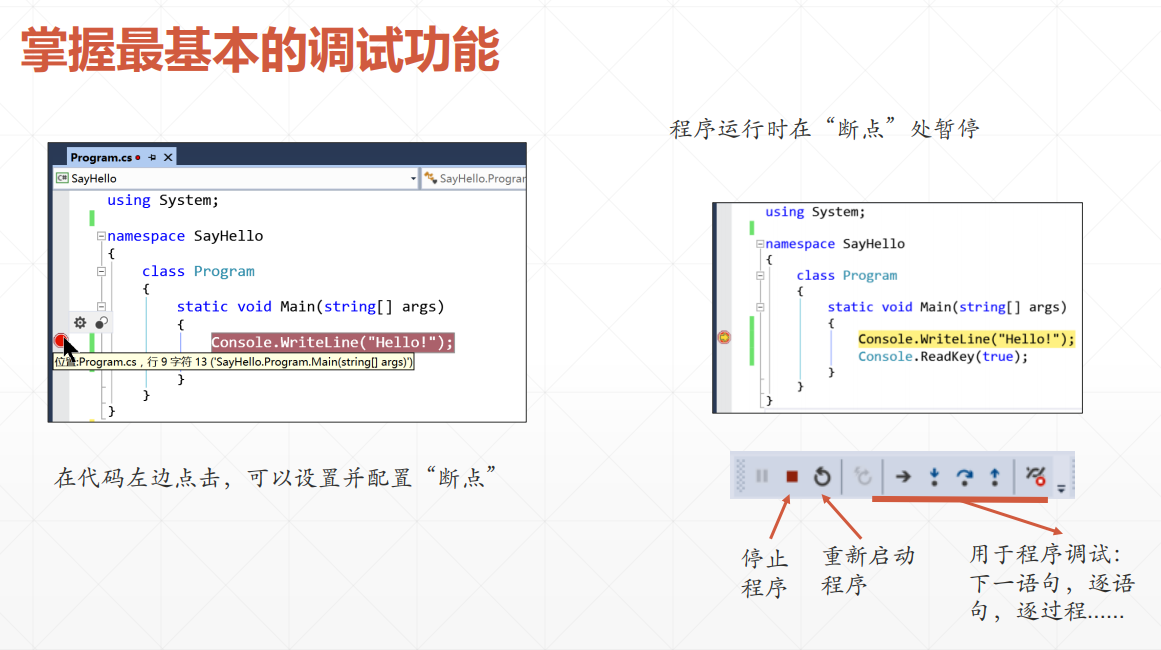 掌握最基本的调试功能
程序运行时在“断点”处暂停
Program.cs
SayHello
SayHello.Program
using System;
namespace SayHello
{
class Program
{
static void Main(string[] args)
{
Console.WriteLine("Hello!");
位置:Program.cs，行 9 字符 13 ('SayHello.Program.Main(string[] args)')
}
}
}
在代码左边点击，可以设置并配置“断点”
using System;
namespace SayHello
{
class Program
{
static void Main(string[] args)
{
Console.WriteLine("Hello!");
Console.ReadKey(true);
}
}
}
停止
程序
重新启动
程序
用于程序调试：
下一语句，逐语
句，逐过程……